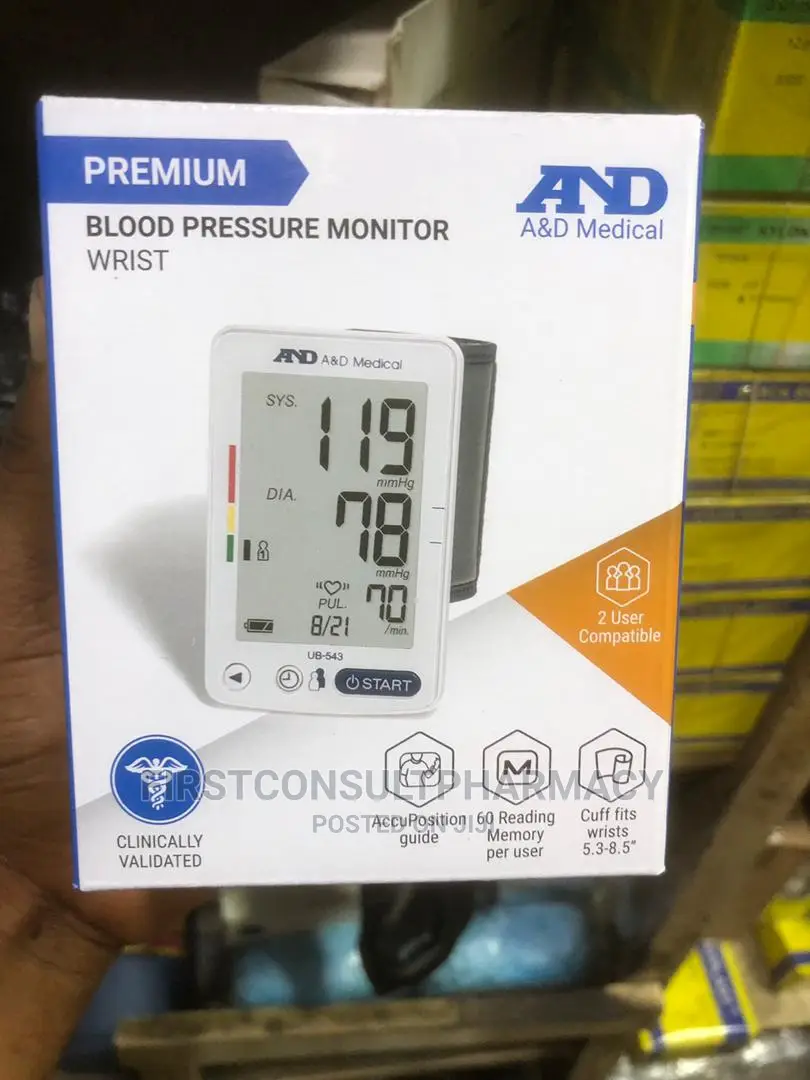 PREMIUM
AND
A&D Medical
BLOOD PRESSURE MONITOR
WRIST
AND A&D Medical
SYS.
119
mmHg
DIA.
78
mmHg
1
PUL.
70
/min.
8/21
UB-543
START
2 User
Compatible
FIRSTCONSULTPHARMACY
POSTED ON JIJI
CLINICALLY
VALIDATED
AccuPosition
guide
M
60 Reading
Memory
per user
Cuff fits
wrists
5.3-8.5"